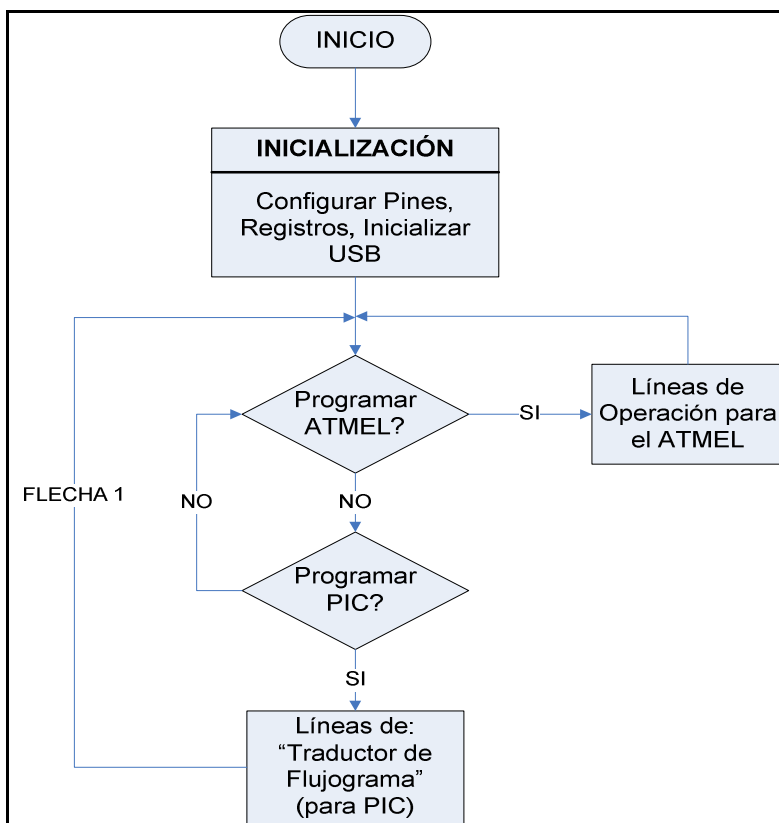 INICIO
INICIALIZACIÓN
Configurar Pines,
Registros, Inicializar
USB
Programar
ATMEL?
SI
Líneas de
Operación para
el ATMEL
FLECHA 1
NO
NO
Programar
PIC?
SI
Líneas de:
“Traductor de
Flujograma”
(para PIC)